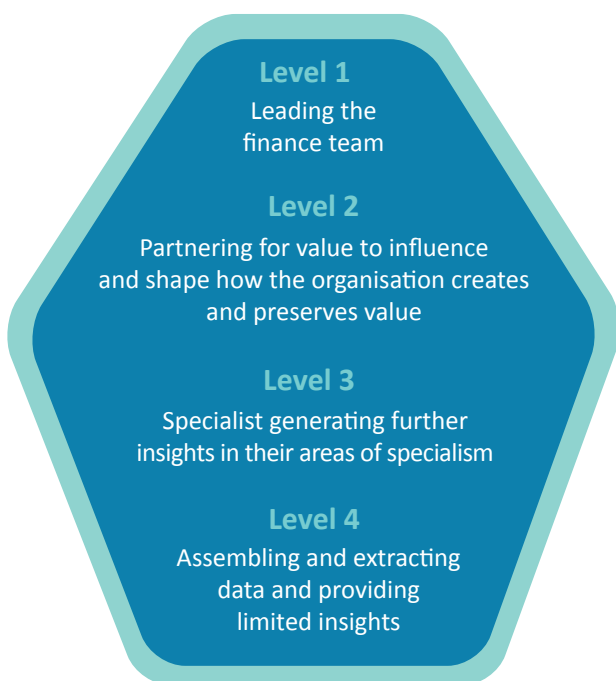 Level 1
Leading the
finance team
Level 2
Partnering for value to influence
and shape how the organisation creates
and preserves value
Level 3
Specialist generating further
insights in their areas of specialism
Level 4
Assembling and extracting
data and providing
limited insights